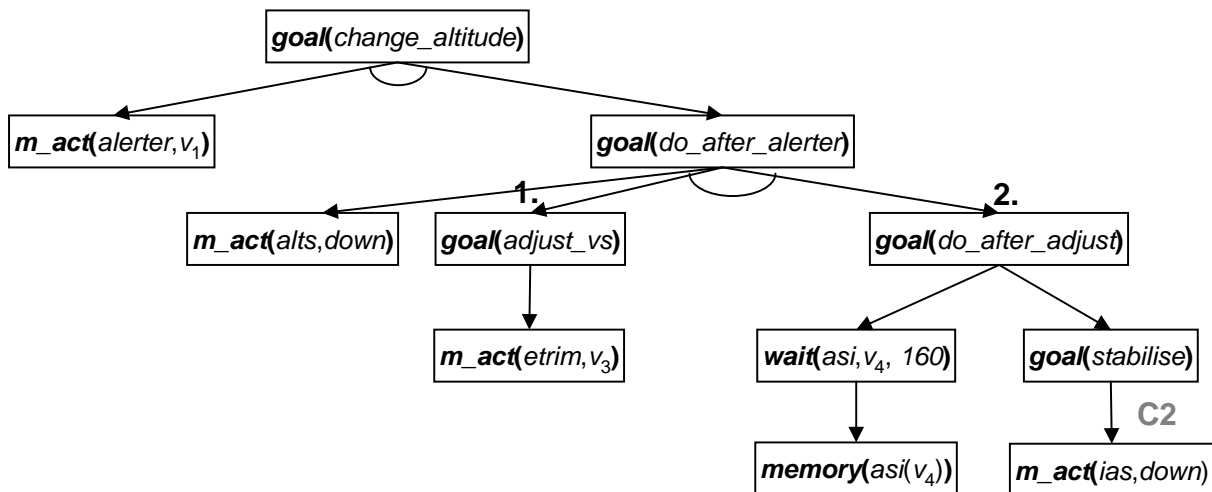 goal(change_altitude)
m_act(alerter,v₁)
goal(do_after_alerter)
1.
2.
m_act(alts,down)
goal(adjust_vs)
goal(do_after_adjust)
m_act(etrim,v₃)
wait(asi,v₄, 160)
goal(stabilise)
C2
memory(asi(v₄))
m_act(ias,down)